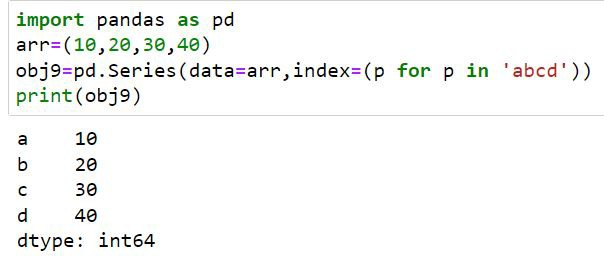 import pandas as pd
arr=(10,20,30,40)
obj9=pd.Series(data=arr,index=(p for p in 'abcd'))
print(obj9)
a    10
b    20
c    30
d    40
dtype: int64